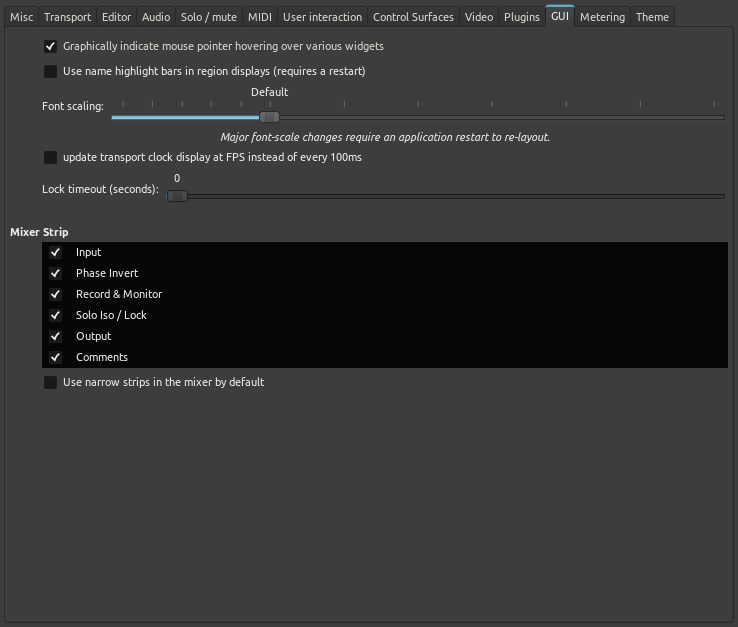 Misc Transport Editor Audio Solo / mute MIDI User interaction Control Surfaces Video Plugins GUI Metering Theme
Graphically indicate mouse pointer hovering over various widgets
Use name highlight bars in region displays (requires a restart)
Default
Font scaling:
Major font-scale changes require an application restart to re-layout.
update transport clock display at FPS instead of every 100ms
0
Lock timeout (seconds):
Mixer Strip
Input
Phase Invert
Record & Monitor
Solo Iso / Lock
Output
Comments
Use narrow strips in the mixer by default